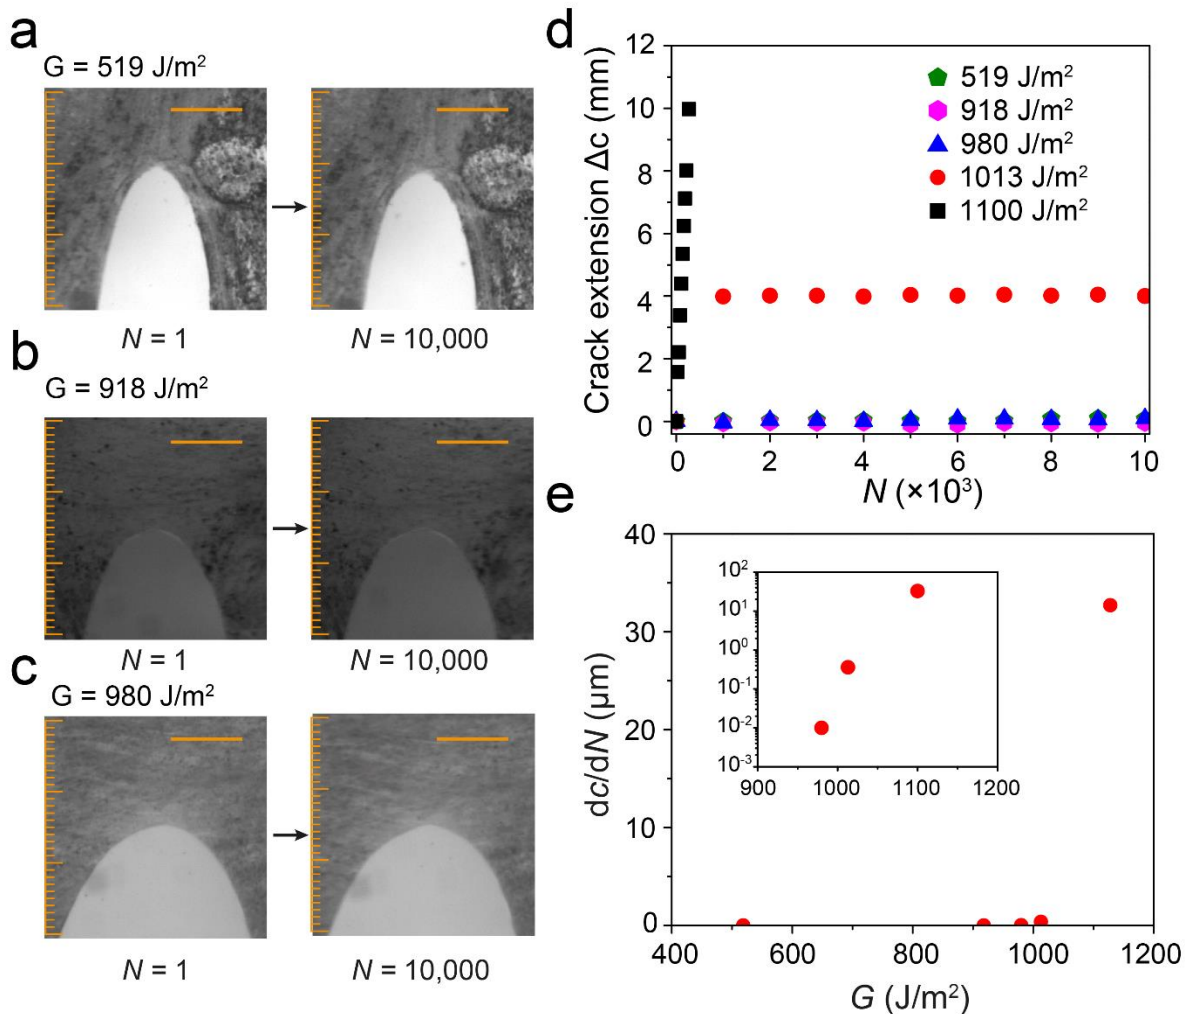 a
G = 519 J/m²
N = 1
N = 10,000
b
G = 918 J/m²
N = 1
N = 10,000
c
G = 980 J/m²
N = 1
N = 10,000
d
Crack extension Δc (mm)
12
10
8
6
4
2
0
519 J/m²
918 J/m²
980 J/m²
1013 J/m²
1100 J/m²
0 2 4 6 8 10
N (×10³)
e
dc/dN (μm)
40
30
20
10
0
10²
10¹
10⁰
10⁻¹
10⁻²
10⁻³
900 1000 1100 1200
400 600 800 1000 1200
G (J/m²)